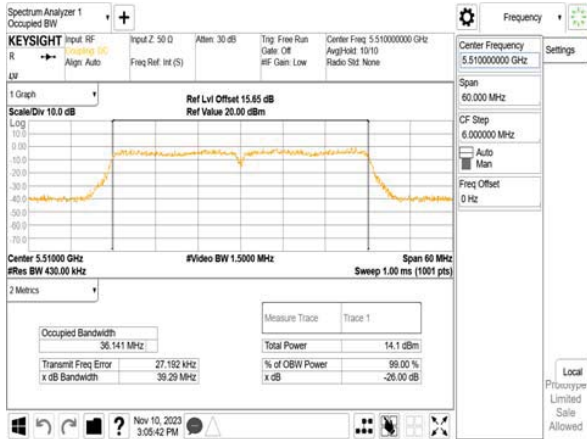 Spectrum Analyzer 1
Occupied BW
+
Frequency
KEYSIGHT
R
Input: RF
Coupling: DC
Align: Auto
Input Z: 50 Ω
Freq Ref: Int (S)
Atten: 30 dB
Trig: Free Run
Gate: Off
#IF Gain: Low
Center Freq: 5.510000000 GHz
Avg|Hold: 10/10
Radio Std: None
Center Frequency
5.510000000 GHz
Settings
Span
60.000 MHz
CF Step
6.000000 MHz
Auto
Man
Freq Offset
0 Hz
1 Graph
Scale/Div 10.0 dB
Ref Lvl Offset 15.65 dB
Ref Value 20.00 dBm
Log
10.0
0.00
-10.0
-20.0
-30.0
-40.0
-50.0
-60.0
-70.0
Center 5.51000 GHz
#Res BW 430.00 kHz
#Video BW 1.5000 MHz
Span 60 MHz
Sweep 1.00 ms (1001 pts)
2 Metrics
Measure Trace
Trace 1
Occupied Bandwidth
36.141 MHz
Total Power
14.1 dBm
Transmit Freq Error
27.192 kHz
% of OBW Power
99.00 %
x dB Bandwidth
39.29 MHz
x dB
-26.00 dB
Local
Prototype
Limited
Sale
Allowed
?
Nov 10, 2023
3:05:42 PM